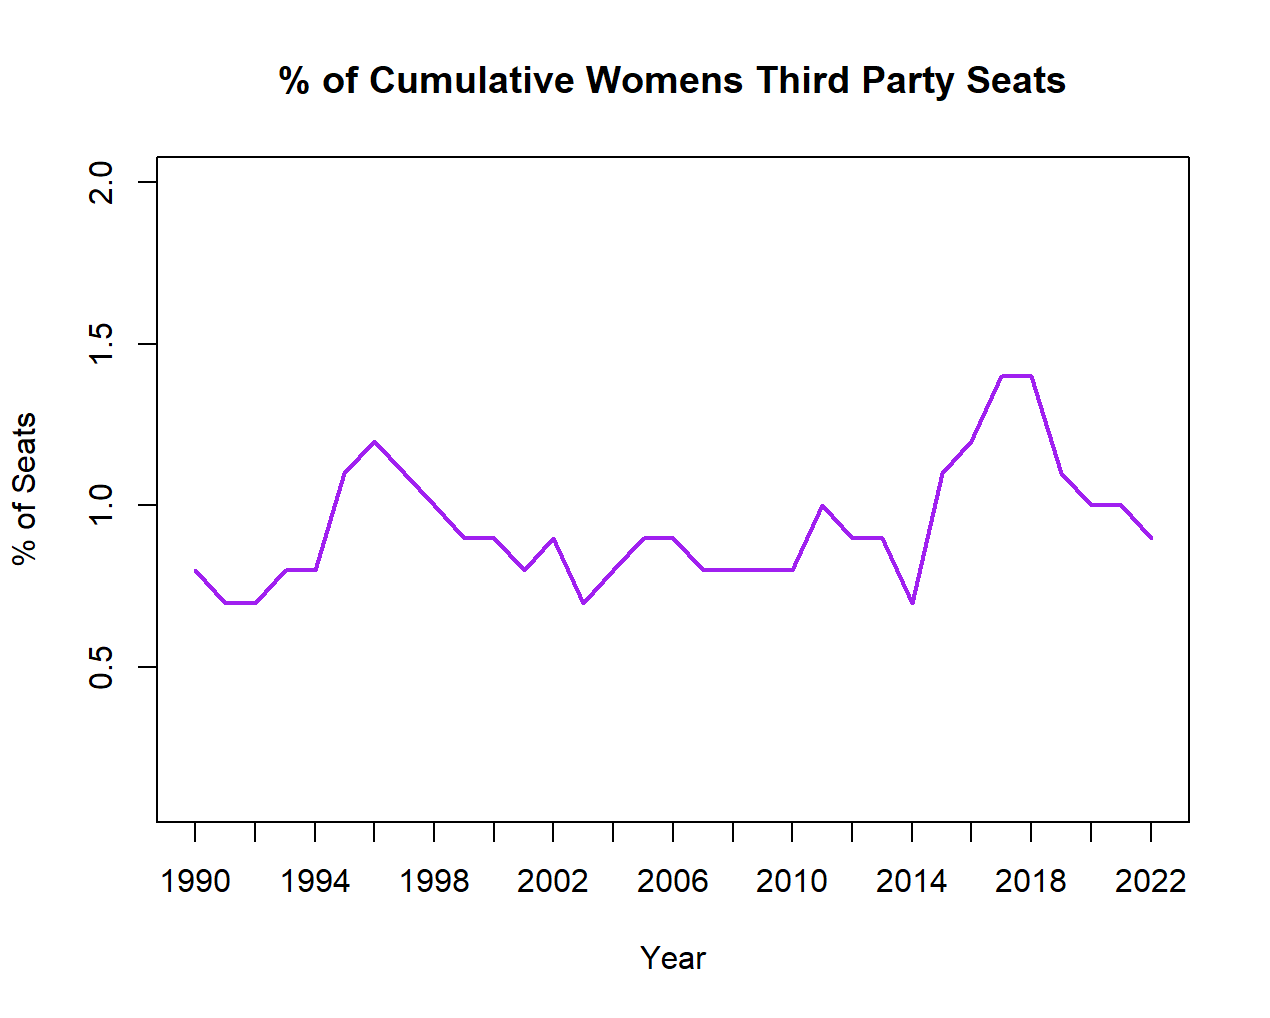 % of Cumulative Womens Third Party Seats
2.0
1.5
1.0
0.5
% of Seats
1990 1994 1998 2002 2006 2010 2014 2018 2022
Year